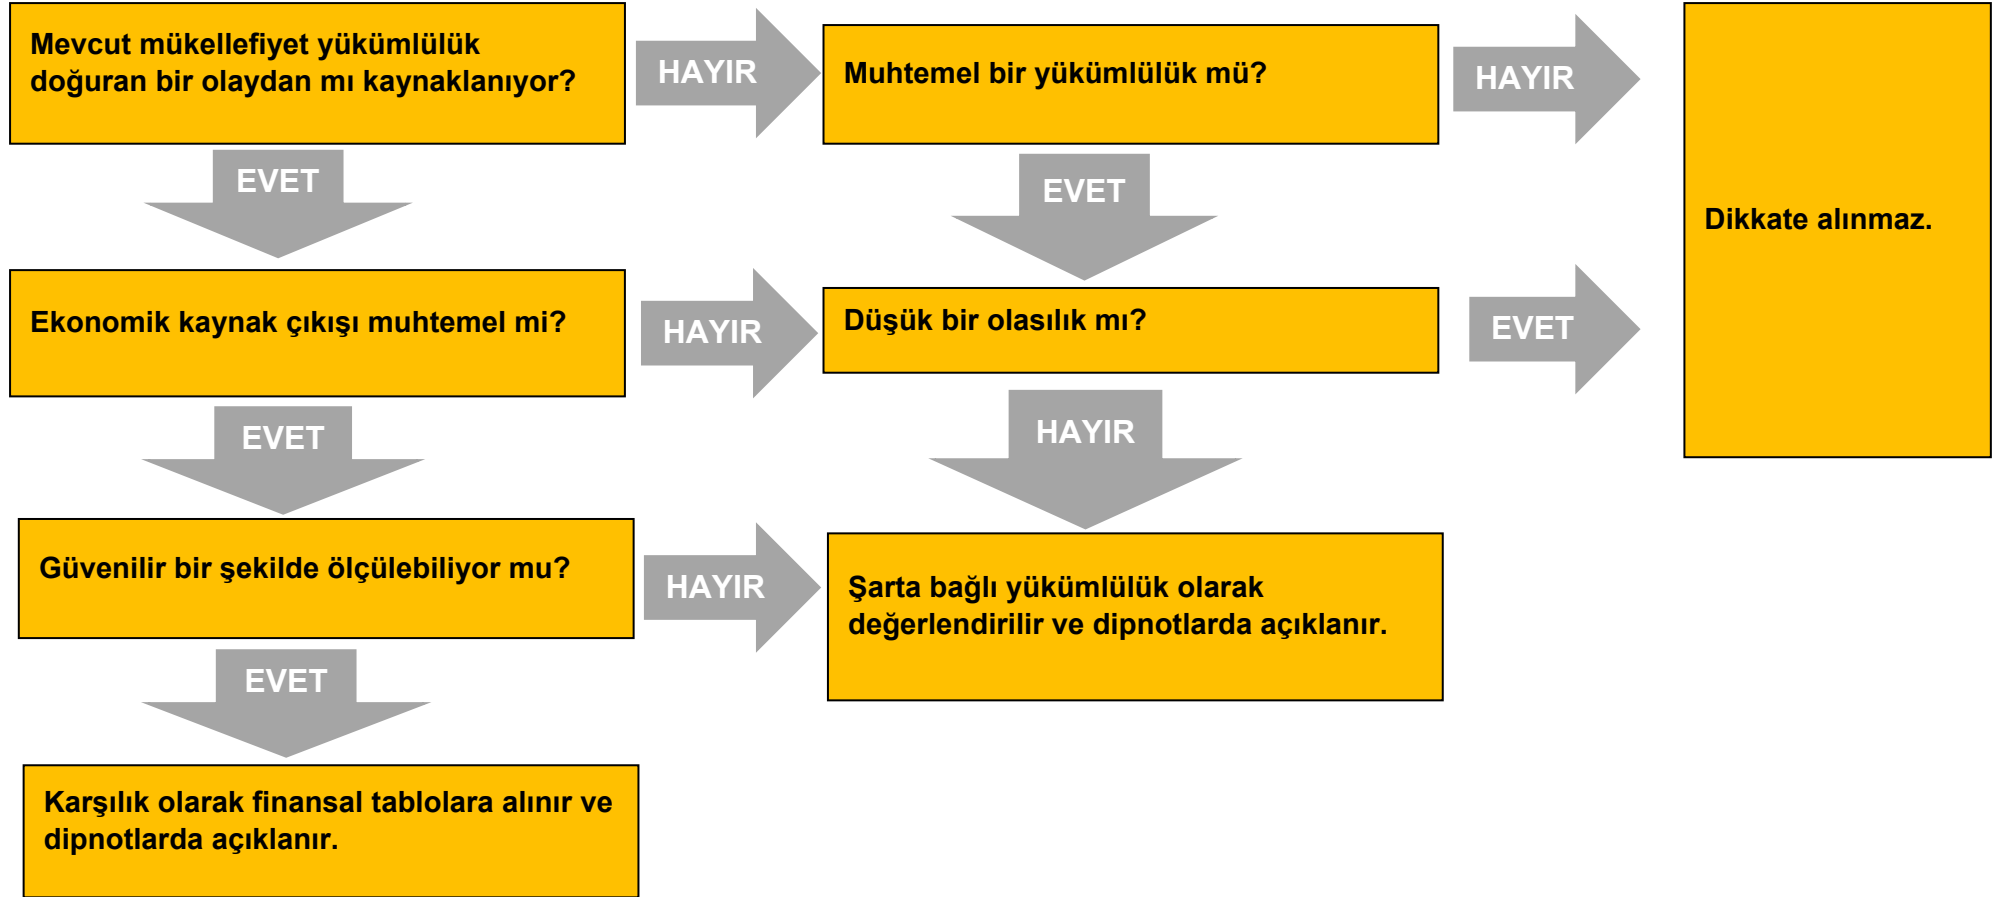 Mevcut mükellefiyet yükümlülük
doğuran bir olaydan mı kaynaklanıyor?
HAYIR
Muhtemel bir yükümlülük mü?
HAYIR
Dikkate alınmaz.
EVET
EVET
Ekonomik kaynak çıkışı muhtemel mi?
HAYIR
Düşük bir olasılık mı?
EVET
EVET
HAYIR
Güvenilir bir şekilde ölçülebiliyor mu?
HAYIR
Şarta bağlı yükümlülük olarak
değerlendirilir ve dipnotlarda açıklanır.
EVET
Karşılık olarak finansal tablolara alınır ve
dipnotlarda açıklanır.